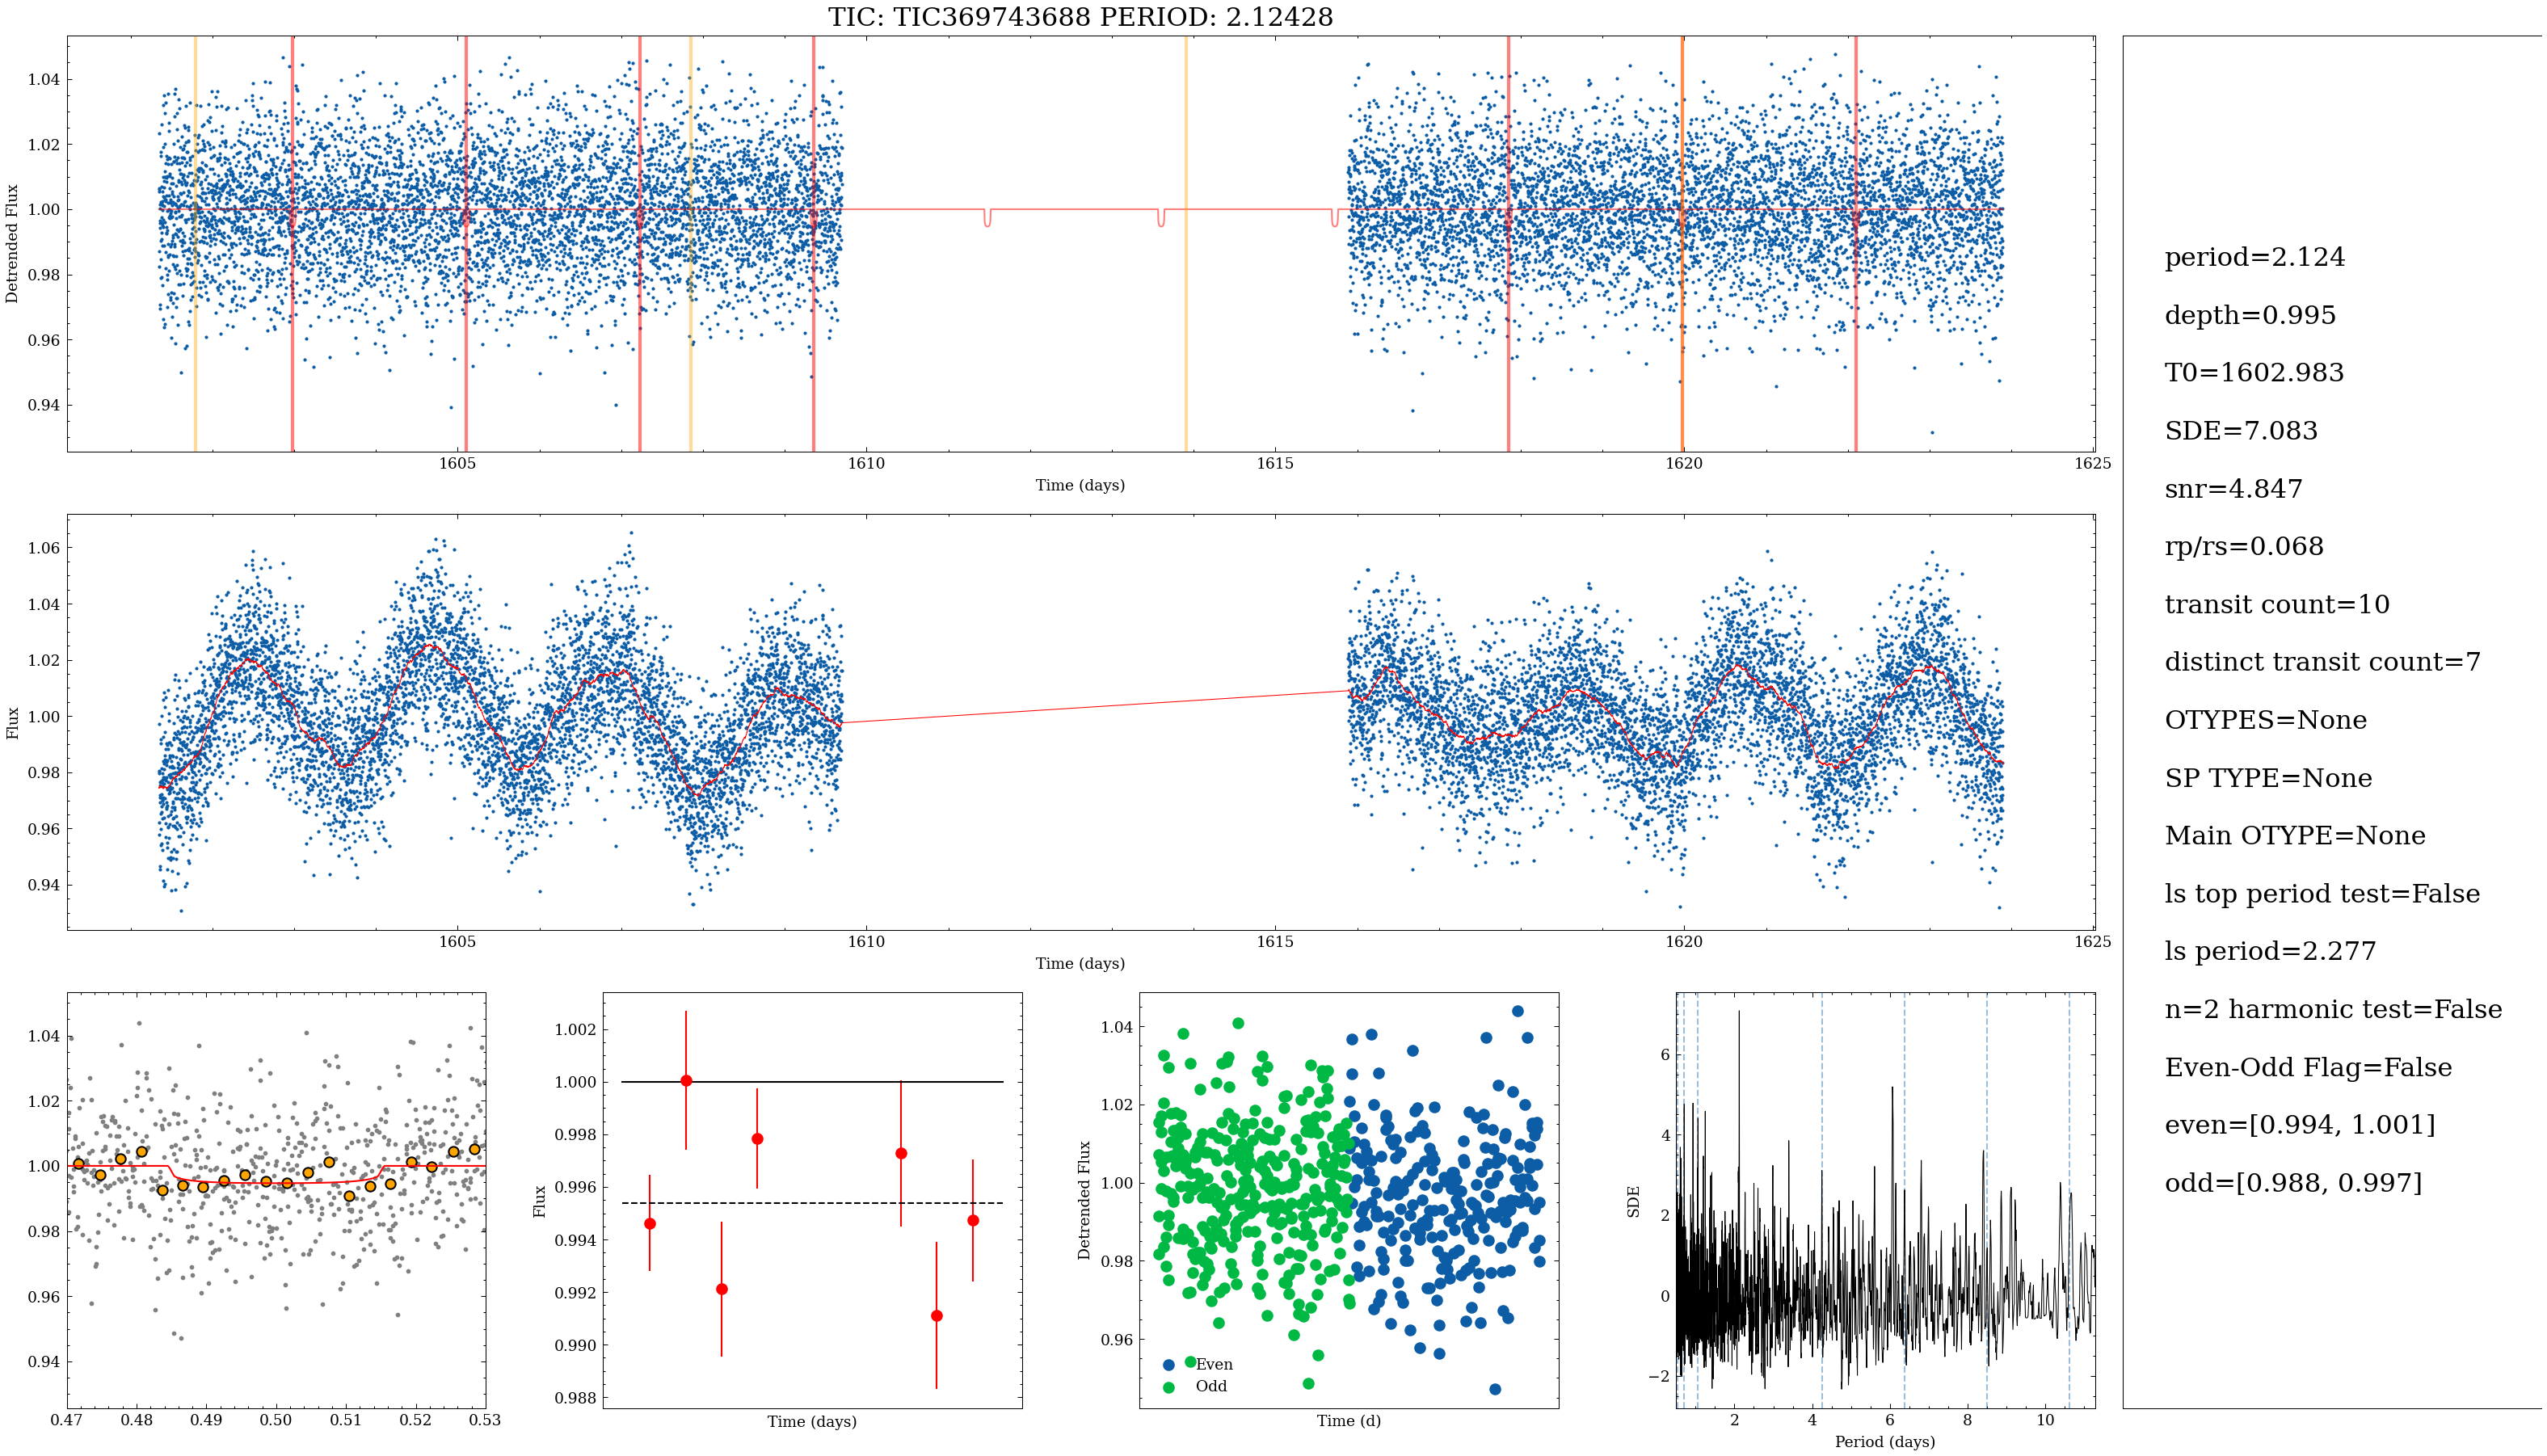 TIC: TIC369743688 PERIOD: 2.12428
Detrended Flux
1.04
1.02
1.00
0.98
0.96
0.94
1605
1610
1615
1620
1625
Time (days)
Flux
1.06
1.04
1.02
1.00
0.98
0.96
0.94
1605
1610
1615
1620
1625
Time (days)
1.04
1.02
1.00
0.98
0.96
0.94
0.47
0.48
0.49
0.50
0.51
0.52
0.53
Flux
1.002
1.000
0.998
0.996
0.994
0.992
0.990
0.988
Time (days)
Detrended Flux
1.04
1.02
1.00
0.98
0.96
Even
Odd
Time (d)
SDE
6
4
2
0
−2
2
4
6
8
10
Period (days)
period=2.124
depth=0.995
T0=1602.983
SDE=7.083
snr=4.847
rp/rs=0.068
transit count=10
distinct transit count=7
OTYPES=None
SP TYPE=None
Main OTYPE=None
ls top period test=False
ls period=2.277
n=2 harmonic test=False
Even-Odd Flag=False
even=[0.994, 1.001]
odd=[0.988, 0.997]